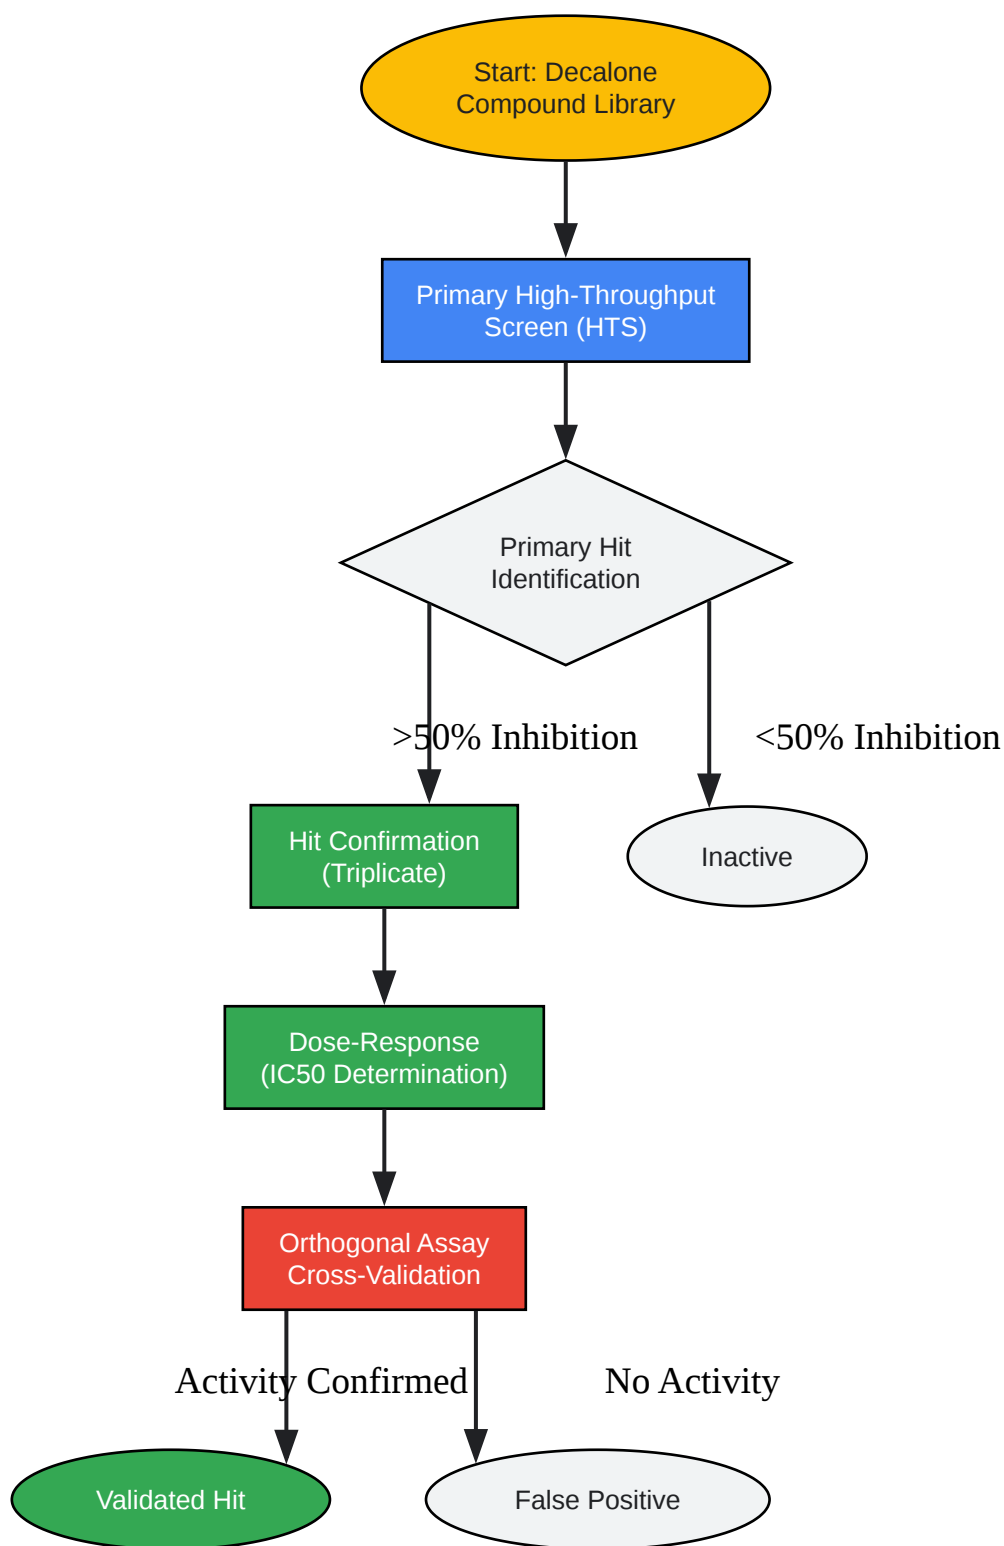 Start: Decalone
Compound Library
Primary High-Throughput
Screen (HTS)
Primary Hit
Identification
>50% Inhibition
<50% Inhibition
Hit Confirmation
(Triplicate)
Inactive
Dose-Response
(IC50 Determination)
Orthogonal Assay
Cross-Validation
Activity Confirmed
No Activity
Validated Hit
False Positive